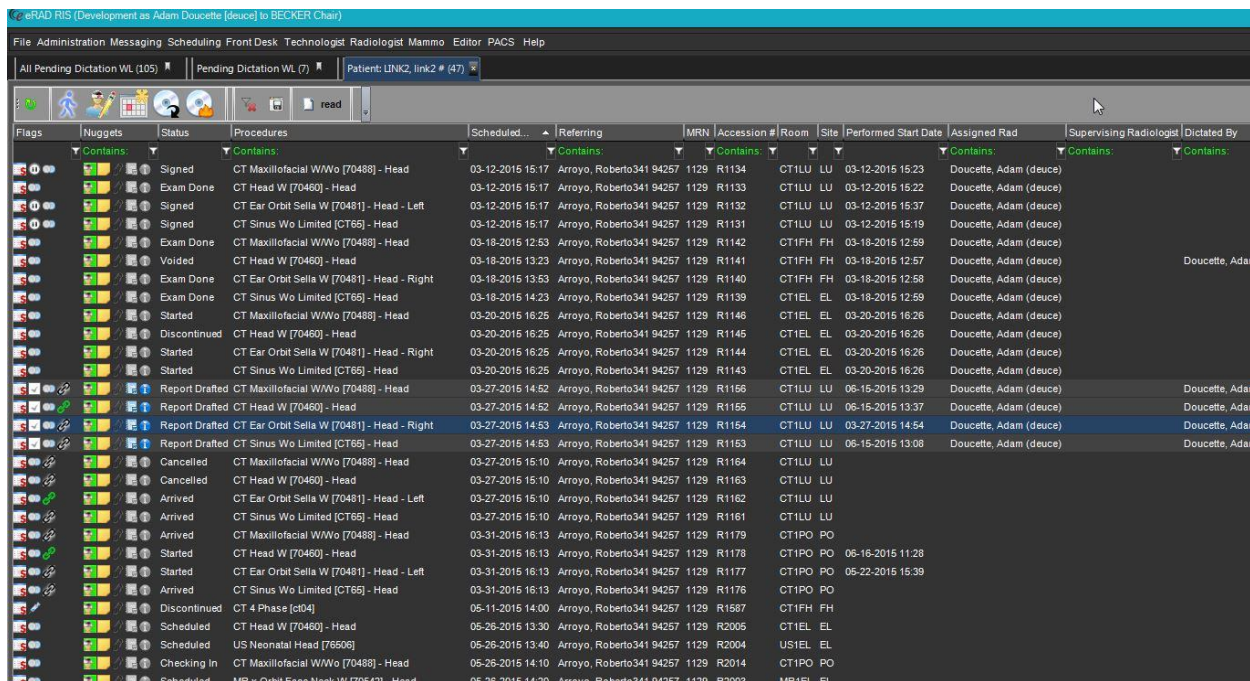 eRAD RIS (Development as Adam Doucette [deuce] to BECKER Chair)
File Administration Messaging Scheduling Front Desk Technologist Radiologist Mammo Editor PACS Help
All Pending Dictation WL (105) Pending Dictation WL (7) Patient: LINK2, link2 # (47)
read
Flags Nuggets Status Procedures Scheduled... Referring MRN Accession # Room Site Performed Start Date Assigned Rad Supervising Radiologist Dictated By
Contains: Contains: Contains: Contains: Contains: Contains: Contains:
Signed CT Maxillofacial W/Wo [70488] - Head 03-12-2015 15:17 Arroyo, Roberto341 94257 1129 R1134 CT1LU LU 03-12-2015 15:23 Doucette, Adam (deuce)
Exam Done CT Head W [70460] - Head 03-12-2015 15:17 Arroyo, Roberto341 94257 1129 R1133 CT1LU LU 03-12-2015 15:22 Doucette, Adam (deuce)
Signed CT Ear Orbit Sella W [70481] - Head - Left 03-12-2015 15:17 Arroyo, Roberto341 94257 1129 R1132 CT1LU LU 03-12-2015 15:37 Doucette, Adam (deuce)
Signed CT Sinus Wo Limited [CT65] - Head 03-12-2015 15:17 Arroyo, Roberto341 94257 1129 R1131 CT1LU LU 03-12-2015 15:19 Doucette, Adam (deuce)
Exam Done CT Maxillofacial W/Wo [70488] - Head 03-18-2015 12:53 Arroyo, Roberto341 94257 1129 R1142 CT1FH FH 03-18-2015 12:59 Doucette, Adam (deuce)
Voided CT Head W [70460] - Head 03-18-2015 13:23 Arroyo, Roberto341 94257 1129 R1141 CT1FH FH 03-18-2015 12:57 Doucette, Adam (deuce) Doucette, Ada
Exam Done CT Ear Orbit Sella W [70481] - Head - Right 03-18-2015 13:53 Arroyo, Roberto341 94257 1129 R1140 CT1FH FH 03-18-2015 12:58 Doucette, Adam (deuce)
Exam Done CT Sinus Wo Limited [CT65] - Head 03-18-2015 14:23 Arroyo, Roberto341 94257 1129 R1139 CT1EL EL 03-18-2015 12:59 Doucette, Adam (deuce)
Started CT Maxillofacial W/Wo [70488] - Head 03-20-2015 16:25 Arroyo, Roberto341 94257 1129 R1146 CT1EL EL 03-20-2015 16:26 Doucette, Adam (deuce)
Discontinued CT Head W [70460] - Head 03-20-2015 16:25 Arroyo, Roberto341 94257 1129 R1145 CT1EL EL 03-20-2015 16:26 Doucette, Adam (deuce)
Started CT Ear Orbit Sella W [70481] - Head - Right 03-20-2015 16:25 Arroyo, Roberto341 94257 1129 R1144 CT1EL EL 03-20-2015 16:26 Doucette, Adam (deuce)
Started CT Sinus Wo Limited [CT65] - Head 03-20-2015 16:25 Arroyo, Roberto341 94257 1129 R1143 CT1EL EL 03-20-2015 16:26 Doucette, Adam (deuce)
Report Drafted CT Maxillofacial W/Wo [70488] - Head 03-27-2015 14:52 Arroyo, Roberto341 94257 1129 R1156 CT1LU LU 06-15-2015 13:29 Doucette, Adam (deuce) Doucette, Ada
Report Drafted CT Head W [70460] - Head 03-27-2015 14:52 Arroyo, Roberto341 94257 1129 R1155 CT1LU LU 06-15-2015 13:37 Doucette, Adam (deuce) Doucette, Ada
Report Drafted CT Ear Orbit Sella W [70481] - Head - Right 03-27-2015 14:53 Arroyo, Roberto341 94257 1129 R1154 CT1LU LU 03-27-2015 14:54 Doucette, Adam (deuce) Doucette, Ada
Report Drafted CT Sinus Wo Limited [CT65] - Head 03-27-2015 14:53 Arroyo, Roberto341 94257 1129 R1153 CT1LU LU 06-15-2015 13:08 Doucette, Adam (deuce) Doucette, Ada
Cancelled CT Maxillofacial W/Wo [70488] - Head 03-27-2015 15:10 Arroyo, Roberto341 94257 1129 R1164 CT1LU LU
Cancelled CT Head W [70460] - Head 03-27-2015 15:10 Arroyo, Roberto341 94257 1129 R1163 CT1LU LU
Arrived CT Ear Orbit Sella W [70481] - Head - Left 03-27-2015 15:10 Arroyo, Roberto341 94257 1129 R1162 CT1LU LU
Arrived CT Sinus Wo Limited [CT65] - Head 03-27-2015 15:10 Arroyo, Roberto341 94257 1129 R1161 CT1LU LU
Arrived CT Maxillofacial W/Wo [70488] - Head 03-31-2015 16:13 Arroyo, Roberto341 94257 1129 R1179 CT1PO PO
Started CT Head W [70460] - Head 03-31-2015 16:13 Arroyo, Roberto341 94257 1129 R1178 CT1PO PO 06-16-2015 11:28
Started CT Ear Orbit Sella W [70481] - Head - Left 03-31-2015 16:13 Arroyo, Roberto341 94257 1129 R1177 CT1PO PO 05-22-2015 15:39
Arrived CT Sinus Wo Limited [CT65] - Head 03-31-2015 16:13 Arroyo, Roberto341 94257 1129 R1176 CT1PO PO
Discontinued CT 4 Phase [ct04] 05-11-2015 14:00 Arroyo, Roberto341 94257 1129 R1587 CT1FH FH
Scheduled CT Head W [70460] - Head 05-26-2015 13:30 Arroyo, Roberto341 94257 1129 R2005 CT1EL EL
Scheduled US Neonatal Head [76506] 05-26-2015 13:40 Arroyo, Roberto341 94257 1129 R2004 US1EL EL
Checking In CT Maxillofacial W/Wo [70488] - Head 05-26-2015 14:10 Arroyo, Roberto341 94257 1129 R2014 CT1PO PO